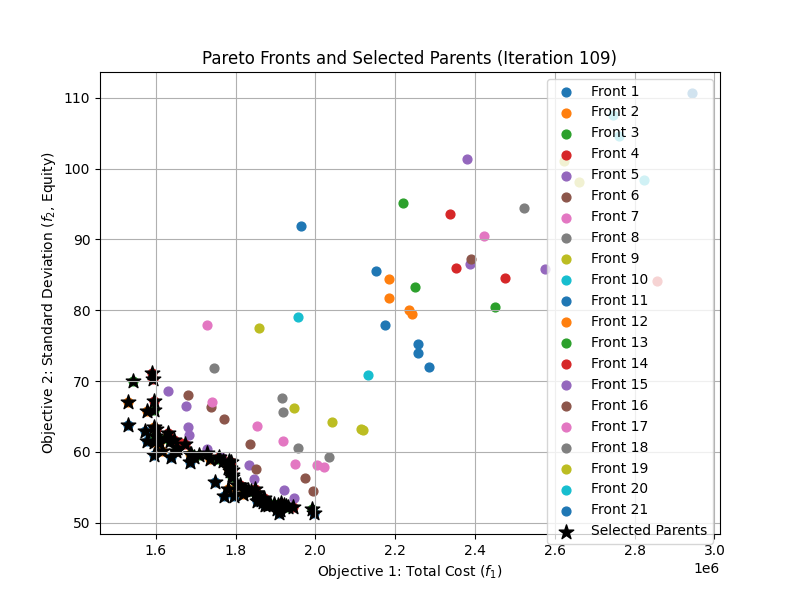 Pareto Fronts and Selected Parents (Iteration 109)
Objective 2: Standard Deviation (f2, Equity)
110
100
90
80
70
60
50
1.6
1.8
2.0
2.2
2.4
2.6
2.8
3.0
1e6
Objective 1: Total Cost (f1)
Front 1
Front 2
Front 3
Front 4
Front 5
Front 6
Front 7
Front 8
Front 9
Front 10
Front 11
Front 12
Front 13
Front 14
Front 15
Front 16
Front 17
Front 18
Front 19
Front 20
Front 21
Selected Parents